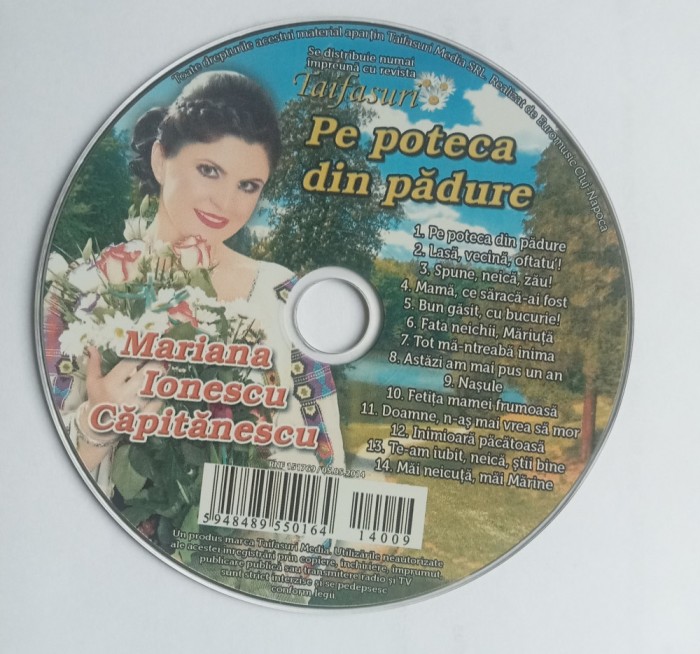 Toate drepturile acestui material aparțin Taifasuri Media SRL. Realizat de Euromusic Cluj Napoca
Se distribuie numai
împreună cu revista
Taifasuri
Pe poteca
din pădure
1. Pe poteca din pădure
2. Lasă, vecină, oftatu'!
3. Spune, neică, zău!
4. Mamă, ce săracă-ai fost
5. Bun găsit, cu bucurie!
6. Fata neichii, Măriuță
7. Tot mă-ntreabă inima
8. Astăzi am mai pus un an
9. Nașule
10. Fetița mamei frumoasă
11. Doamne, n-aș mai vrea să mor
12. Inimioară păcătoasă
13. Te-am iubit, neică, știi bine
14. Măi neicuță, măi Mărine
Mariana
Ionescu
Căpitănescu
5 948489 550164
14009
Un produs marca Taifasuri Media. Utilizările neautorizate
ale acestei înregistrări prin copiere, închiriere, împrumut,
publicare publică sau transmitere radio și TV
sunt strict interzise și se pedepsesc
conform legii